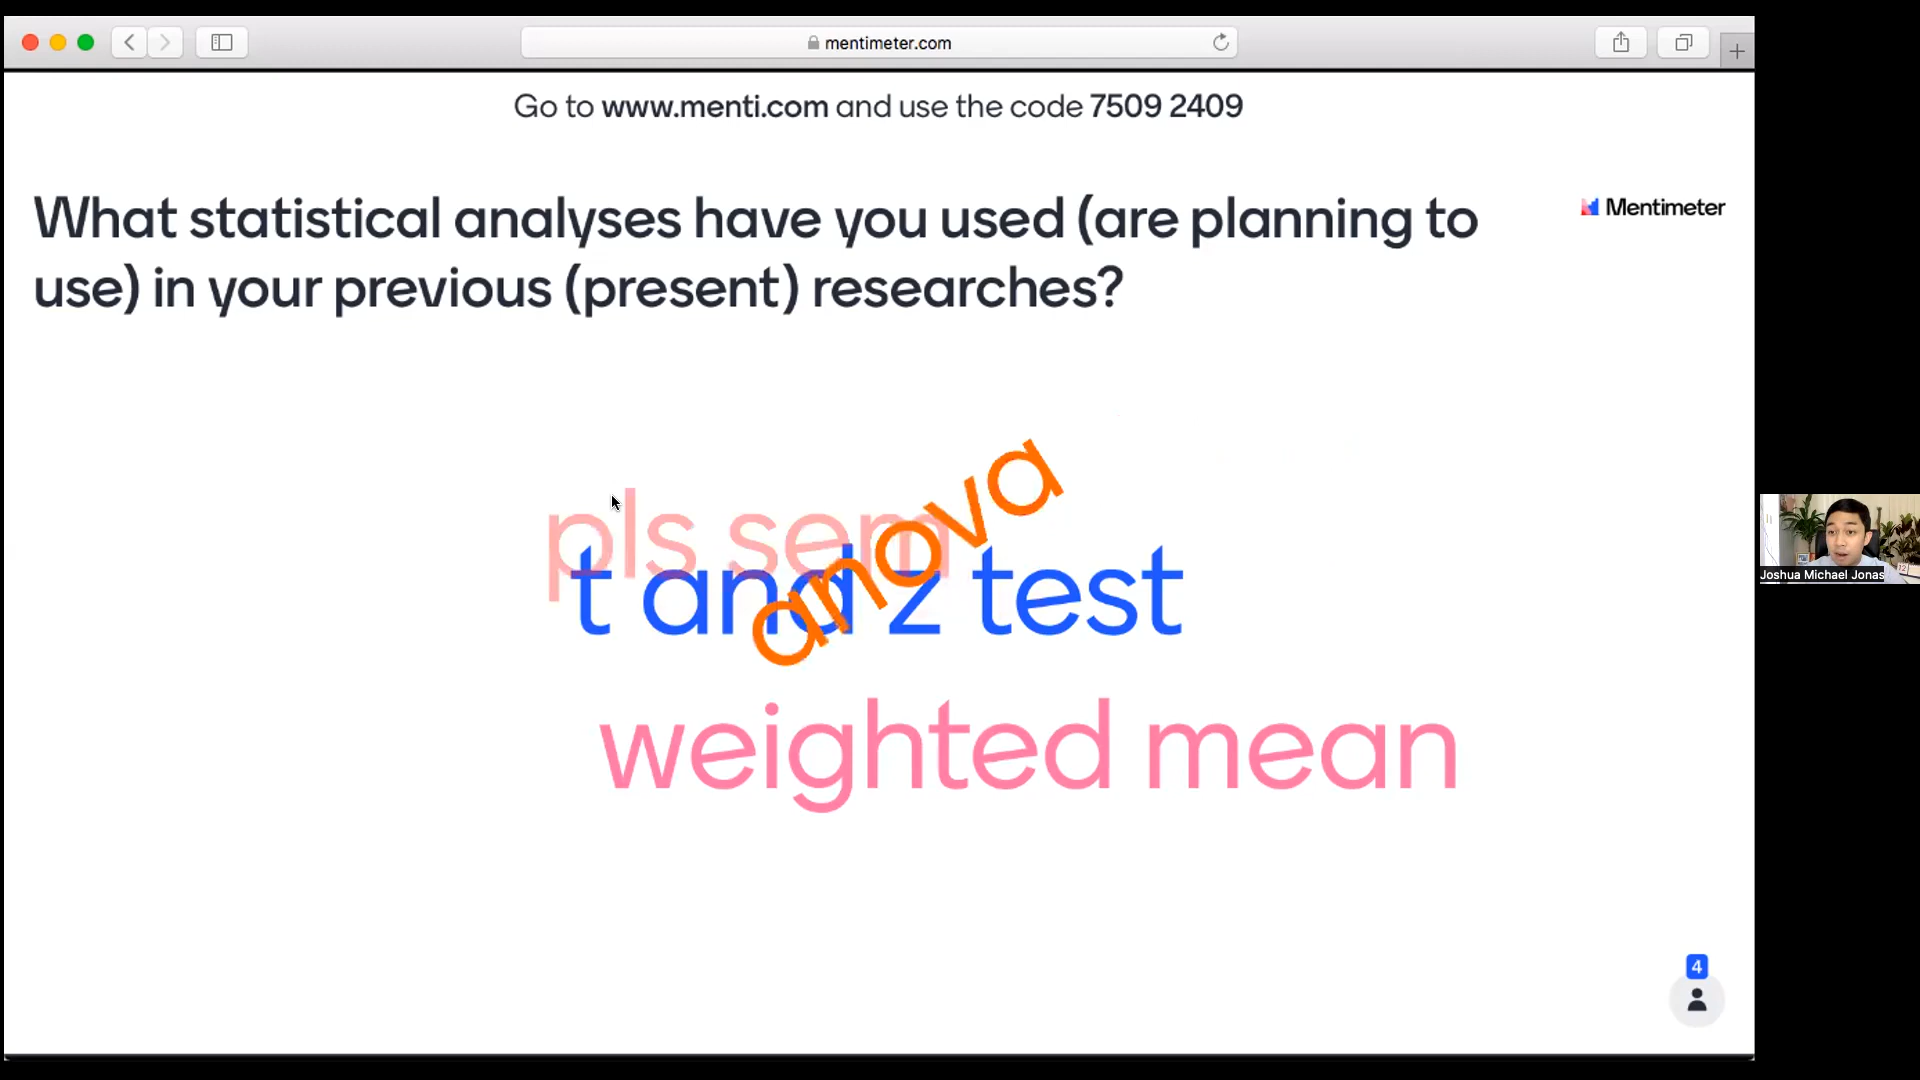 mentimeter.com
Go to www.menti.com and use the code 7509 2409
What statistical analyses have you used (are planning to
use) in your previous (present) researches?
Mentimeter
anova
pls sem
t and z test
weighted mean
Joshua Michael Jonas
4